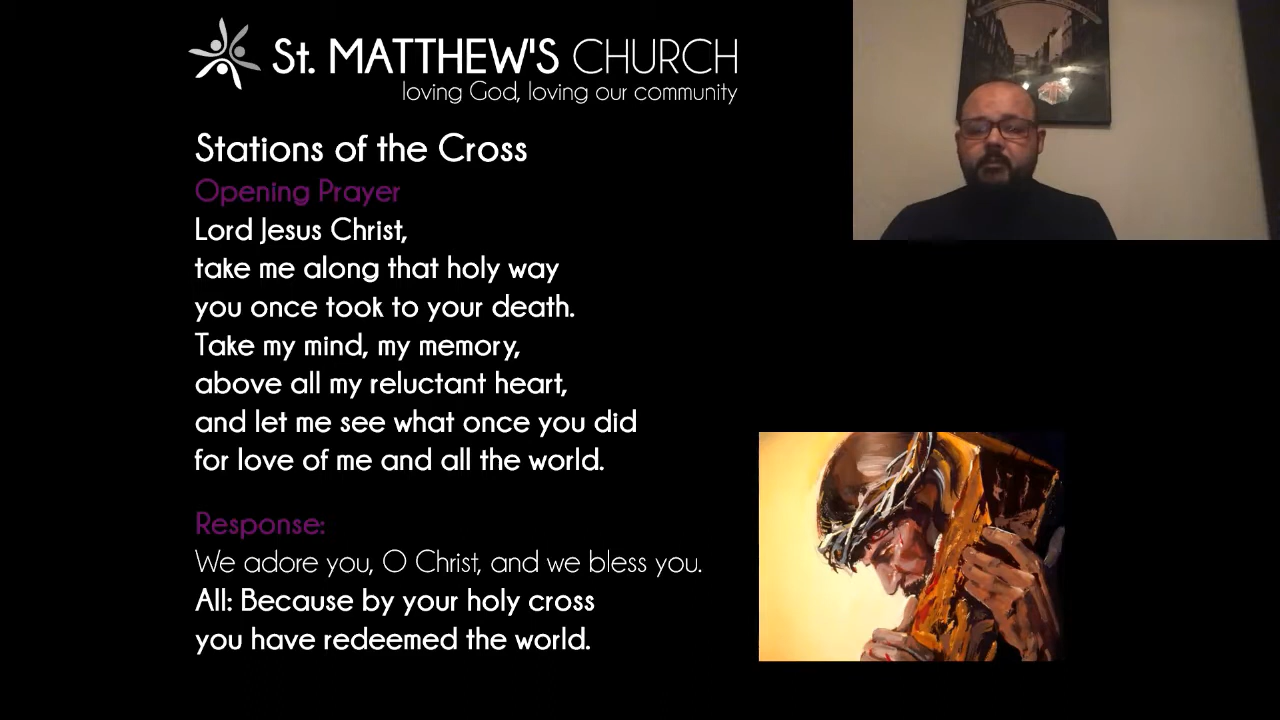 St. MATTHEW'S CHURCH
loving God, loving our community
Stations of the Cross
Opening Prayer
Lord Jesus Christ,
take me along that holy way
you once took to your death.
Take my mind, my memory,
above all my reluctant heart,
and let me see what once you did
for love of me and all the world.
Response:
We adore you, O Christ, and we bless you.
All: Because by your holy cross
you have redeemed the world.